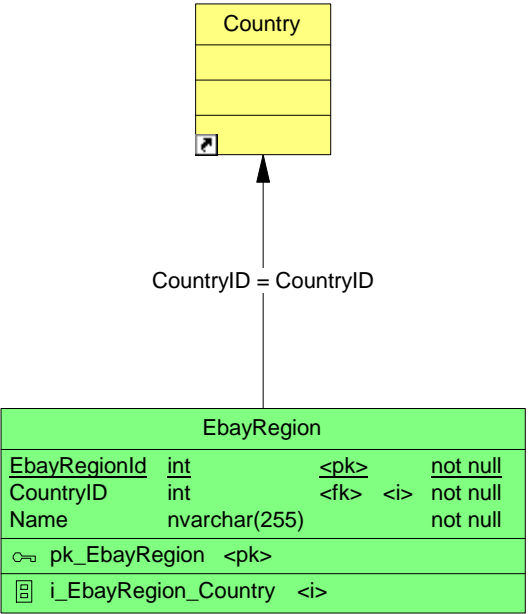 Country
CountryID = CountryID
EbayRegion
EbayRegionId int <pk> not null
CountryID int <fk> <i> not null
Name nvarchar(255) not null
pk_EbayRegion <pk>
i_EbayRegion_Country <i>